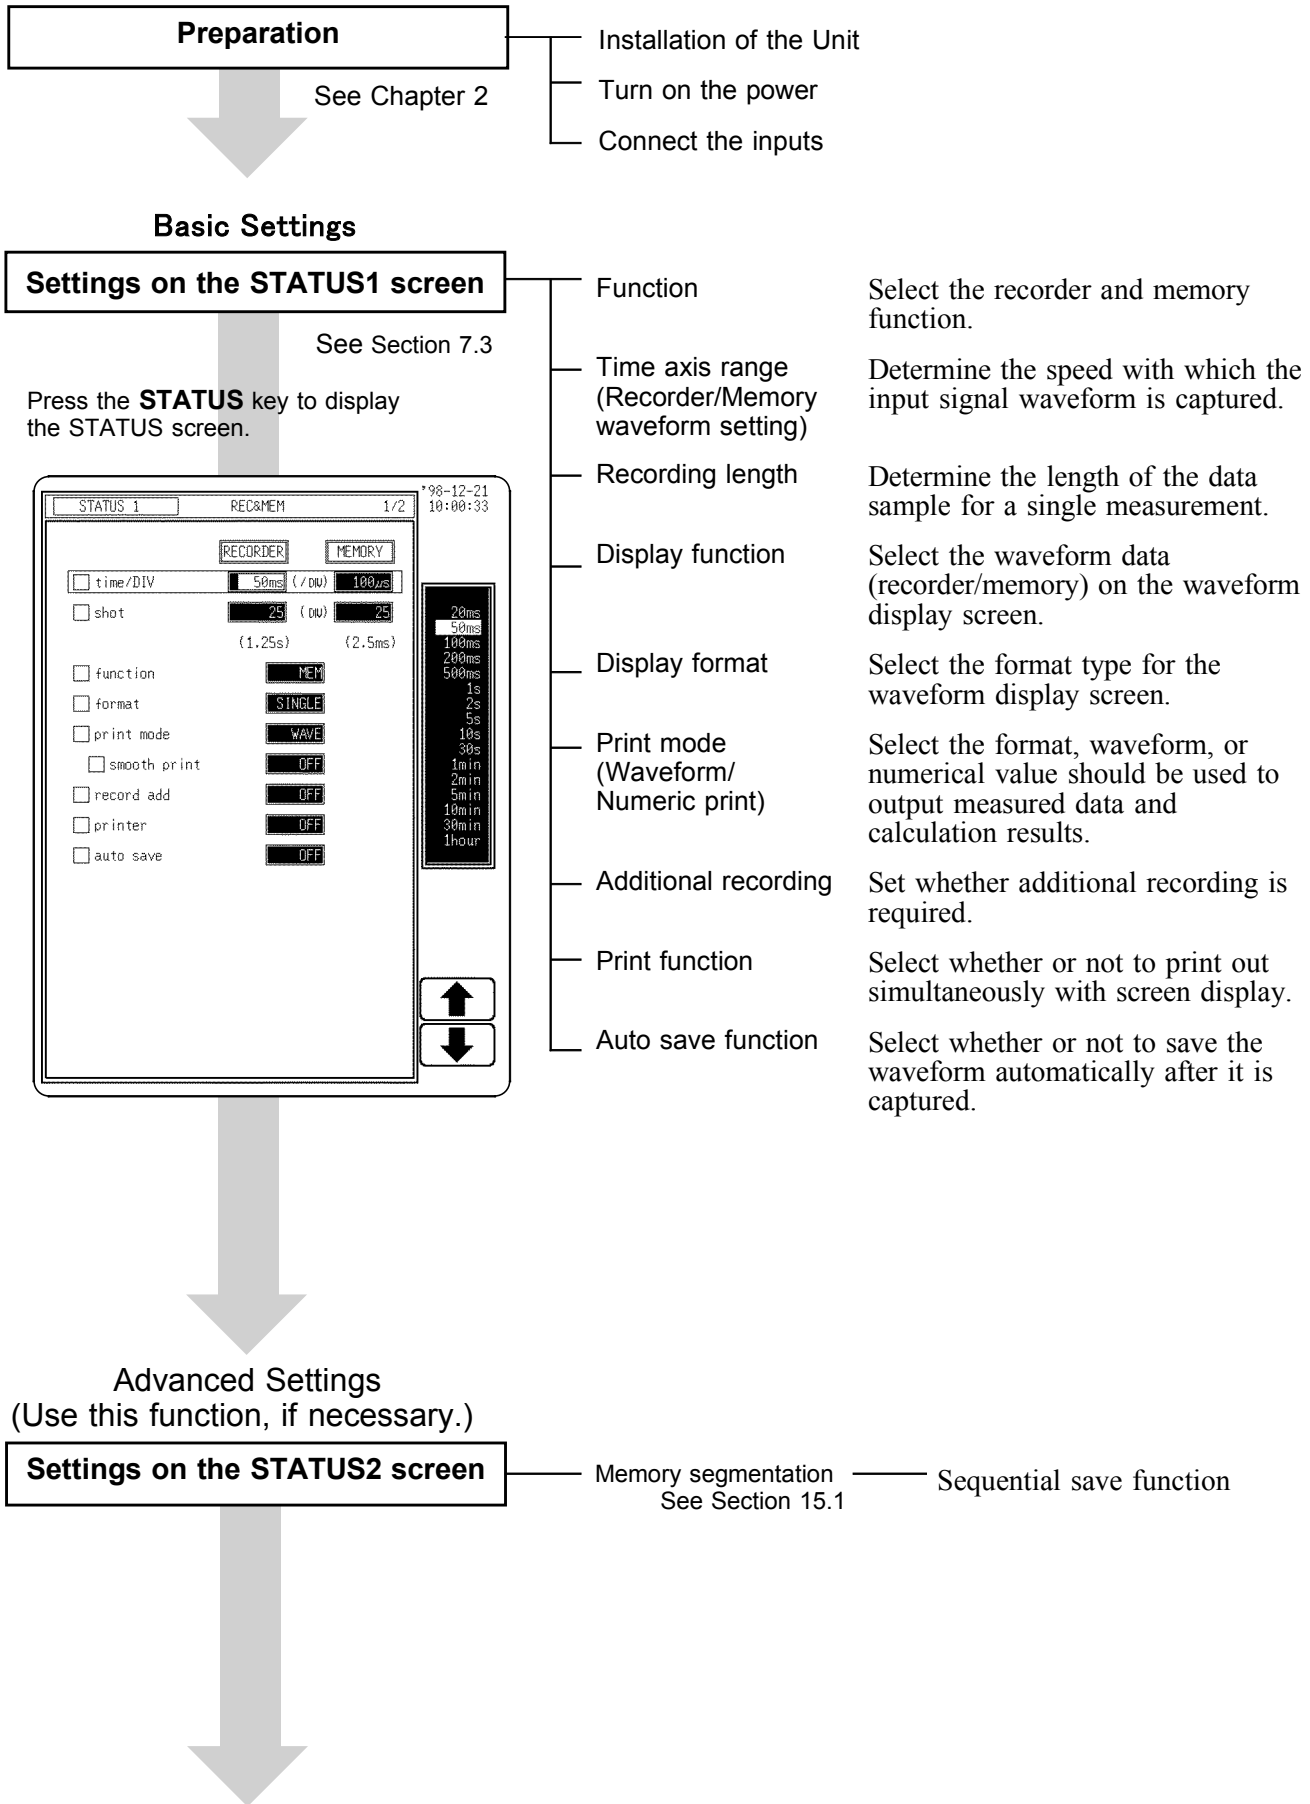 Preparation
See Chapter 2
Installation of the Unit
Turn on the power
Connect the inputs
Basic Settings
Settings on the STATUS1 screen
See Section 7.3
Press the STATUS key to display
the STATUS screen.
STATUS 1 REC&MEM 1/2
'98-12-21
10:00:33
RECORDER MEMORY
time/DIV 50ms (/DIV) 100µs
shot 25 (DIV) 25
(1.25s) (2.5ms)
function MEM
format SINGLE
print mode WAVE
smooth print OFF
record add OFF
printer OFF
auto save OFF
20ms
50ms
100ms
200ms
500ms
1s
2s
5s
10s
30s
1min
2min
5min
10min
30min
1hour
Function
Select the recorder and memory
function.
Time axis range
(Recorder/Memory
waveform setting)
Determine the speed with which the
input signal waveform is captured.
Recording length
Determine the length of the data
sample for a single measurement.
Display function
Select the waveform data
(recorder/memory) on the waveform
display screen.
Display format
Select the format type for the
waveform display screen.
Print mode
(Waveform/
Numeric print)
Select the format, waveform, or
numerical value should be used to
output measured data and
calculation results.
Additional recording
Set whether additional recording is
required.
Print function
Select whether or not to print out
simultaneously with screen display.
Auto save function
Select whether or not to save the
waveform automatically after it is
captured.
Advanced Settings
(Use this function, if necessary.)
Settings on the STATUS2 screen
Memory segmentation
See Section 15.1
Sequential save function